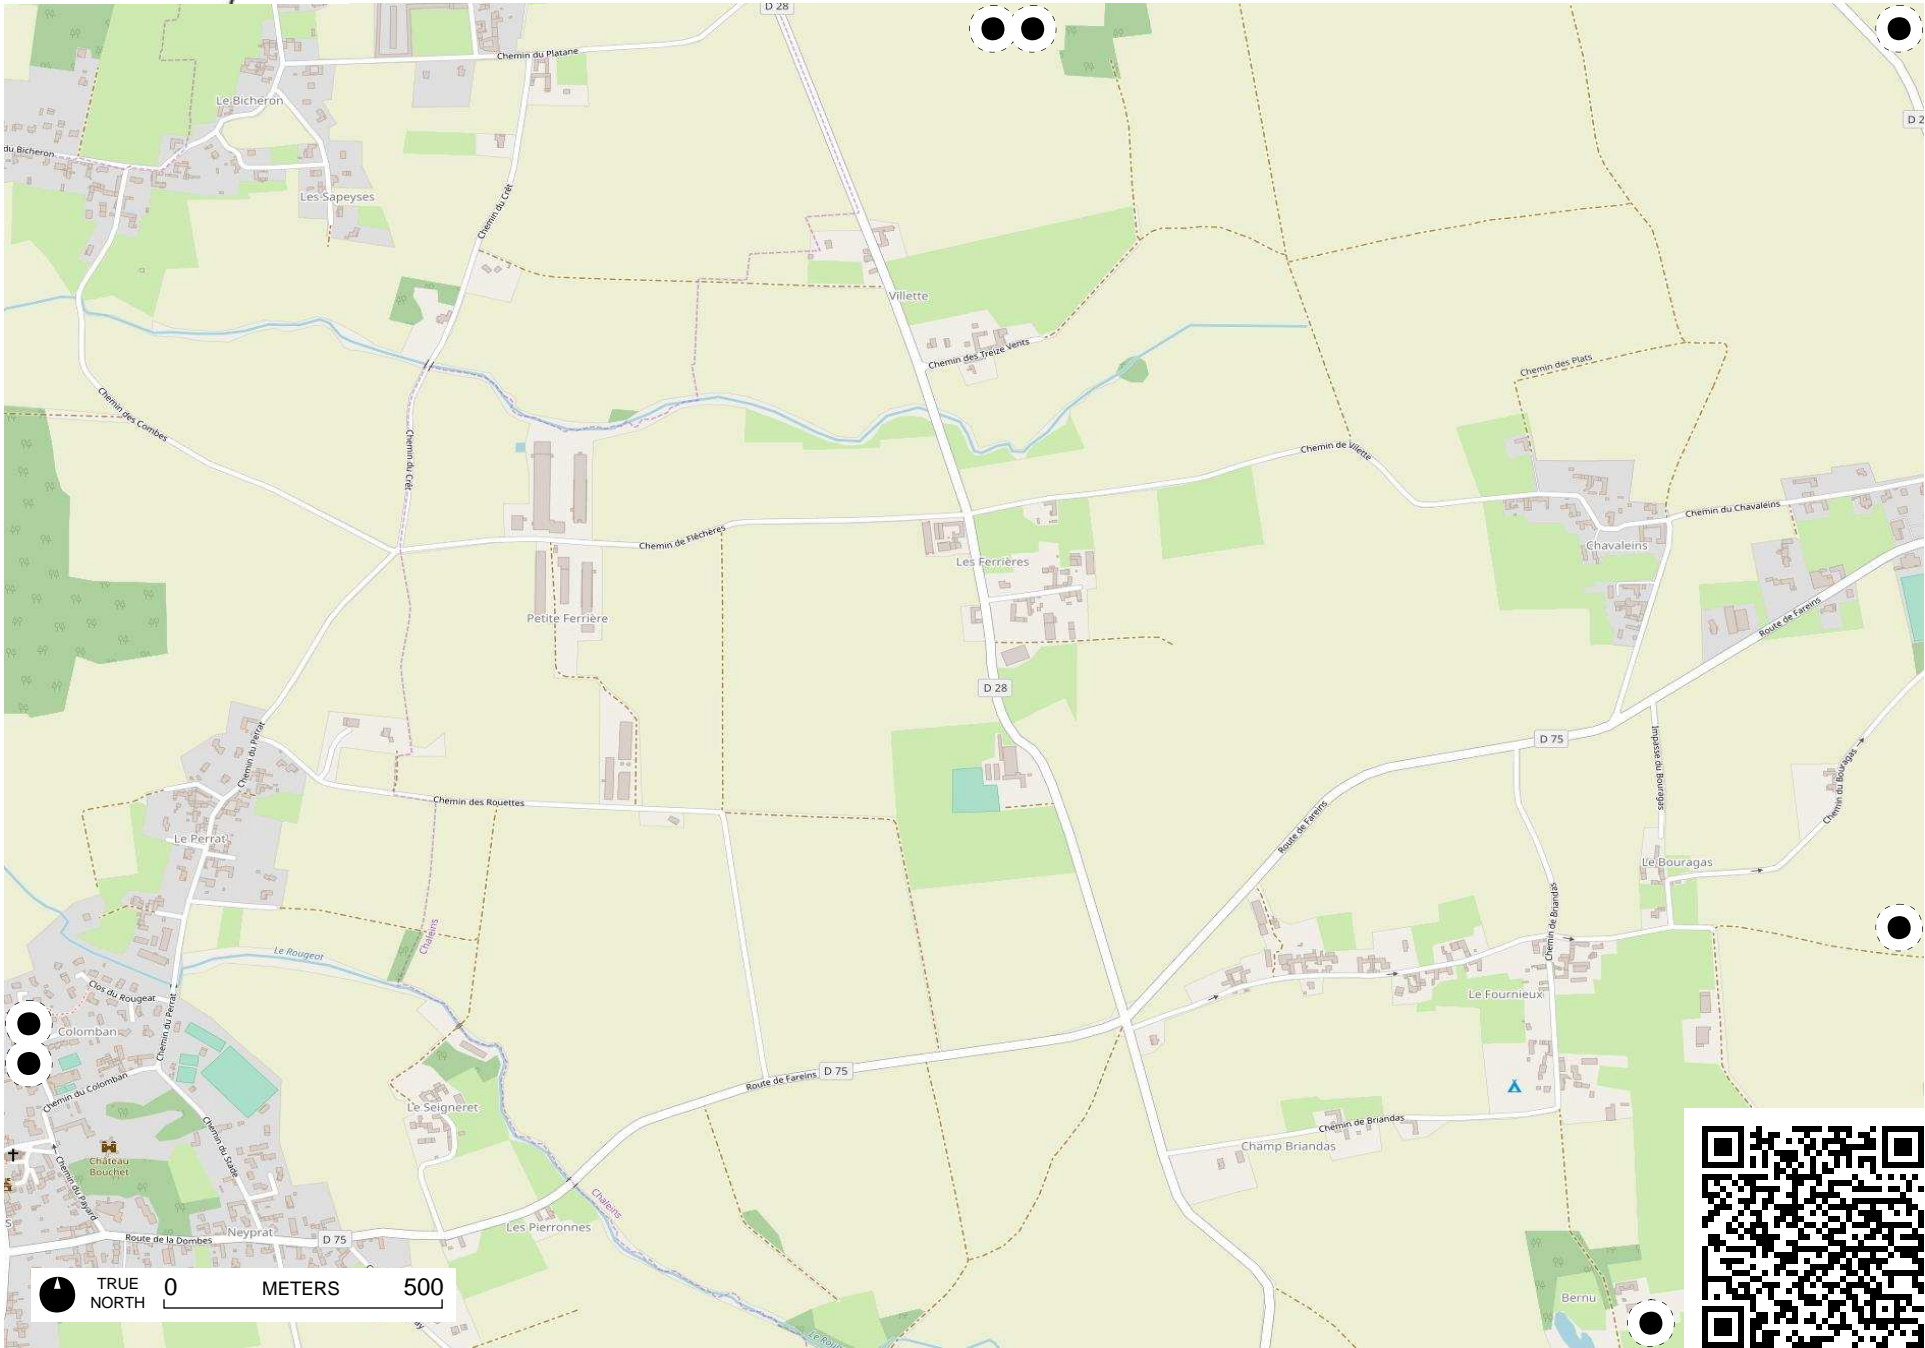 D 28
Chemin du Platane
Le Bicheron
D 2
du Bicheron
Les Sapeyses
Chemin du Crêt
Villette
Chemin des Treize Vents
Chemin des Plats
Chemin des Combes
Chemin du Crêt
Chemin de Vilette
Chemin du Chavaleins
Chemin de Flêchères
Chavaleins
Les Ferrières
Petite Ferrière
Route de Fareins
D 28
Chemin du Perrat
D 75
Impasse du Bouragas
Chemin du Bouragas
Chemin des Rouettes
Route de Fareins
Le Perrat
Le Bouragas
Chemin de Briandas
Chaleins
Le Rougeat
Clos du Rougeat
Le Fournieux
Chemin du Perrat
Colomban
Chemin du Colomban
Route de Fareins
D 75
Le Seigneret
Chemin de Briandas
Champ Briandas
Chemin du Stade
Château
Bouchet
Chemin du Payard
Chaleins
Les Pierronnes
Neyprat
Route de la Dombes
D 75
s
TRUE
NORTH
0 METERS 500
Bernu